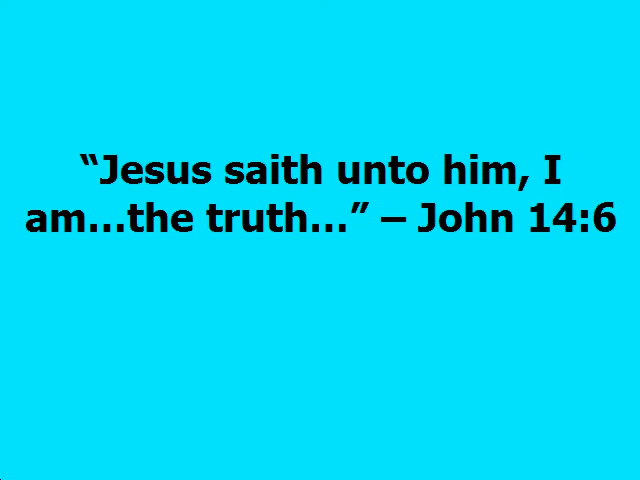 “Jesus saith unto him, I
am…the truth…” – John 14:6